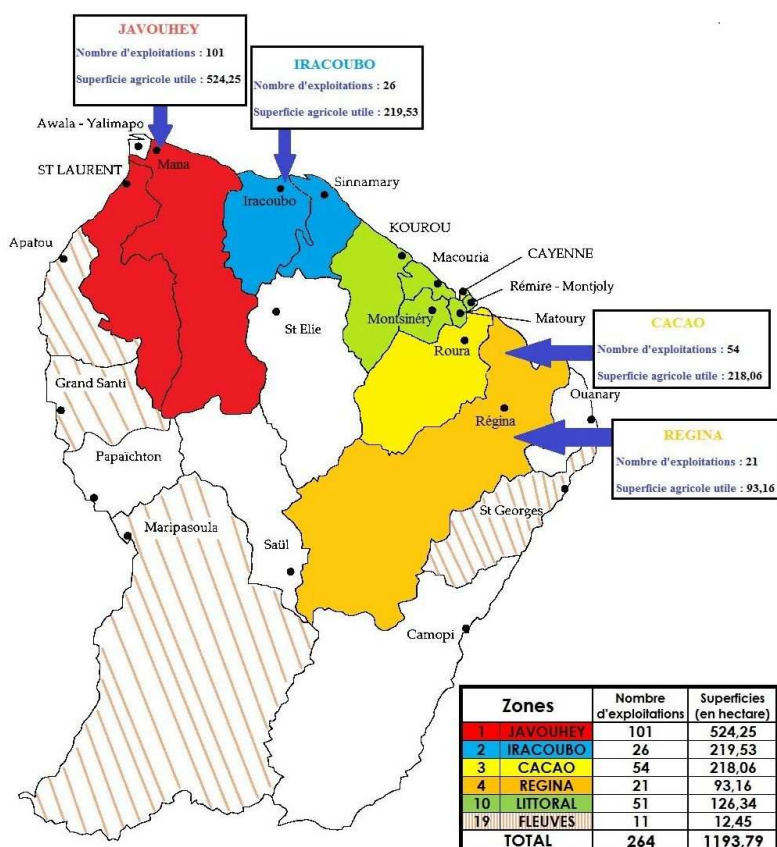 JAVOUHEY
Nombre d'exploitations : 101
Superficie agricole utile : 524,25
IRACOUBO
Nombre d'exploitations : 26
Superficie agricole utile : 219,53
Awala - Yalimapo
Mana
ST LAURENT
Iracoubo
Sinnamary
KOUROU
Apatou
Macouria
CAYENNE
Rémire - Montjoly
Montsinéry
Matoury
St Elie
Roura
CACAO
Nombre d'exploitations : 54
Superficie agricole utile : 218,06
Grand Santi
Ouanary
Régina
REGINA
Nombre d'exploitations : 21
Superficie agricole utile : 93,16
Papaïchton
St Georges
Maripasoula
Saül
Camopi
Zones Nombre d'exploitations Superficies (en hectare)
1 JAVOUHEY 101 524,25
2 IRACOUBO 26 219,53
3 CACAO 54 218,06
4 REGINA 21 93,16
10 LITTORAL 51 126,34
19 FLEUVES 11 12,45
TOTAL 264 1193,79